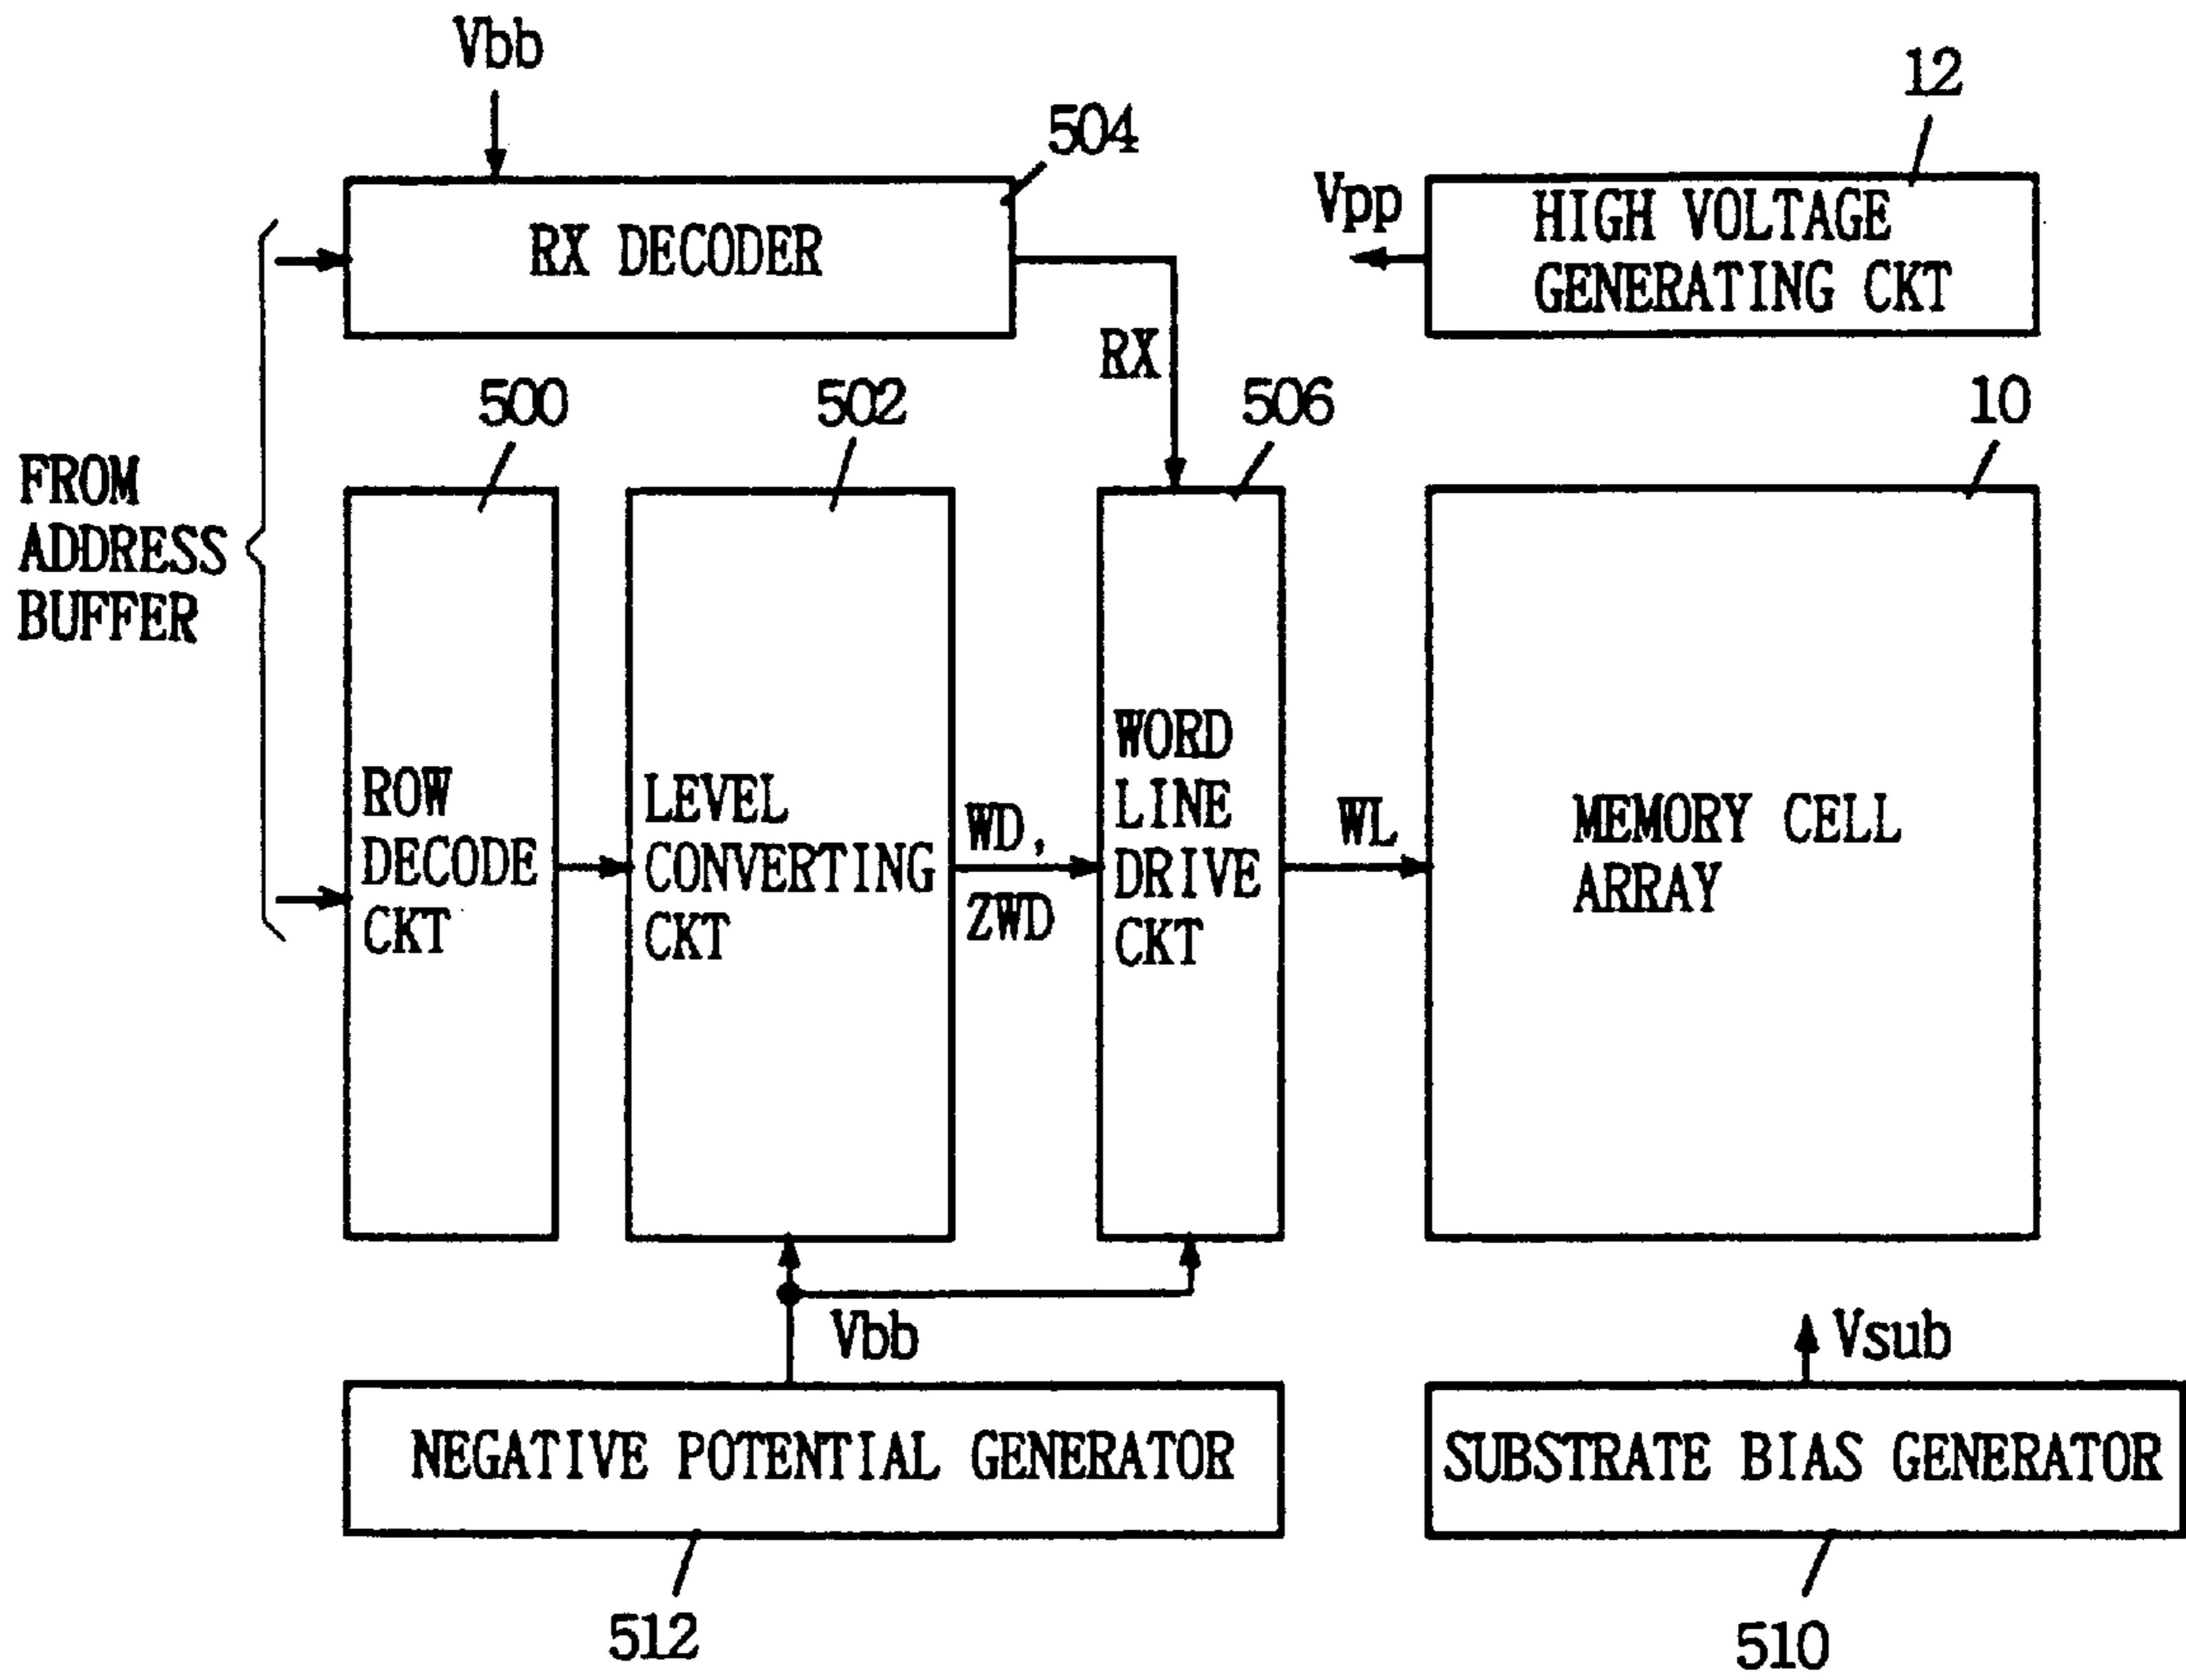 Vbb
504
12
RX DECODER
Vpp
HIGH VOLTAGE
GENERATING CKT
RX
500
502
506
10
FROM
ADDRESS
BUFFER
ROW
DECODE
CKT
LEVEL
CONVERTING
CKT
WD,
ZWD
WORD
LINE
DRIVE
CKT
WL
MEMORY CELL
ARRAY
Vbb
Vsub
NEGATIVE POTENTIAL GENERATOR
SUBSTRATE BIAS GENERATOR
512
510